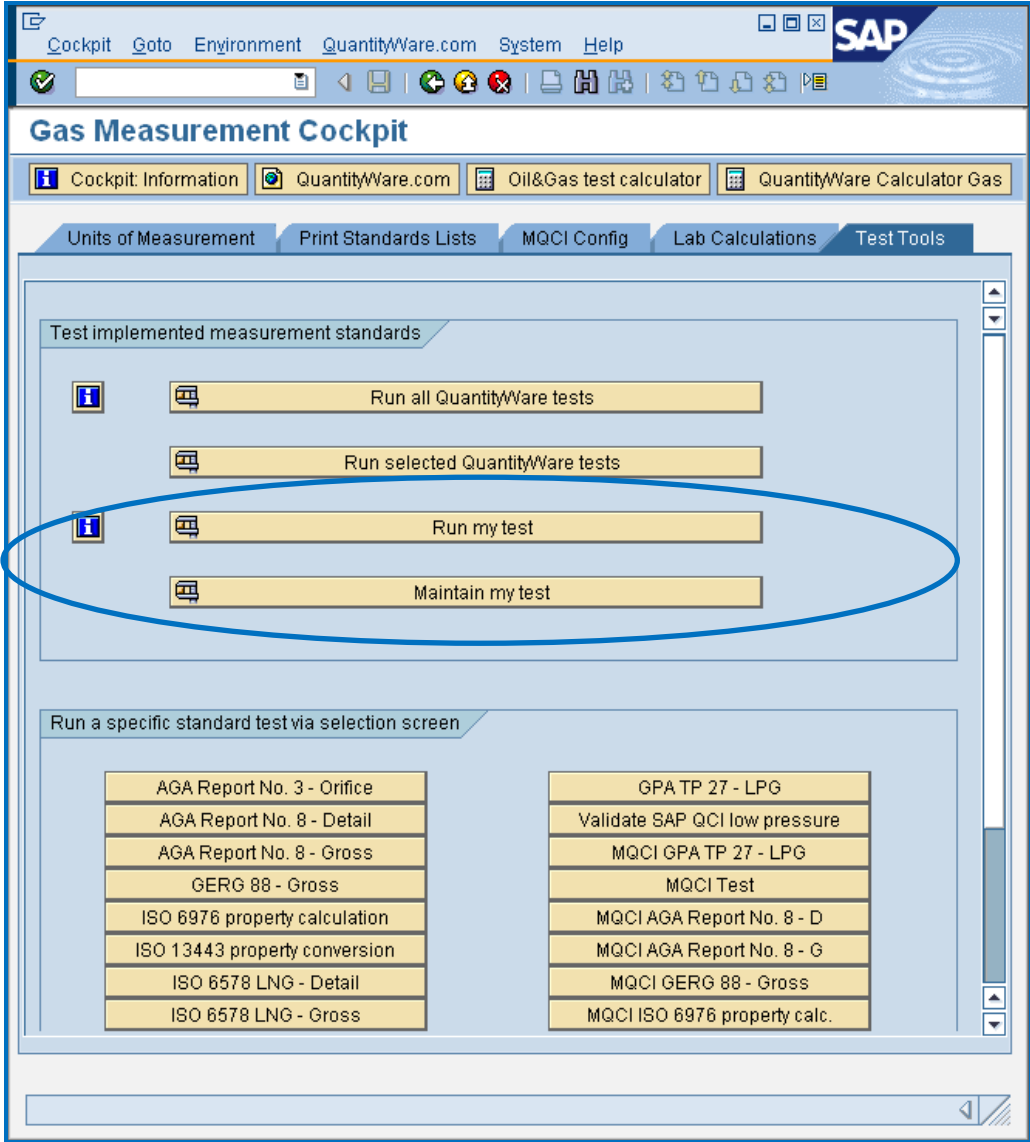 Cockpit Goto Environment QuantityWare.com System Help
SAP
Gas Measurement Cockpit
Cockpit: Information QuantityWare.com Oil&Gas test calculator QuantityWare Calculator Gas
Units of Measurement Print Standards Lists MQCI Config Lab Calculations Test Tools
Test implemented measurement standards
Run all QuantityWare tests
Run selected QuantityWare tests
Run my test
Maintain my test
Run a specific standard test via selection screen
AGA Report No. 3 - Orifice GPA TP 27 - LPG
AGA Report No. 8 - Detail Validate SAP QCI low pressure
AGA Report No. 8 - Gross MQCI GPA TP 27 - LPG
GERG 88 - Gross MQCI Test
ISO 6976 property calculation MQCI AGA Report No. 8 - D
ISO 13443 property conversion MQCI AGA Report No. 8 - G
ISO 6578 LNG - Detail MQCI GERG 88 - Gross
ISO 6578 LNG - Gross MQCI ISO 6976 property calc.